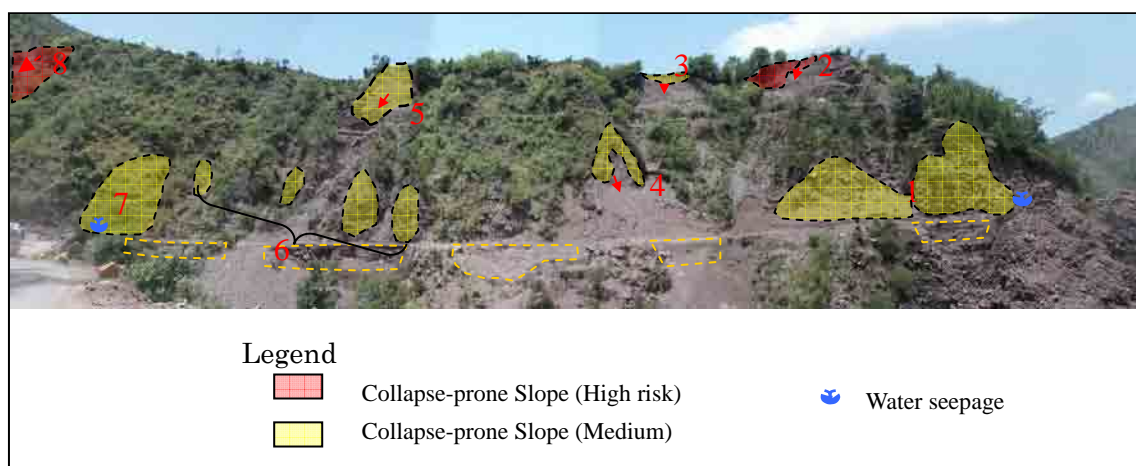 8
3
2
5
4
7
1
6
Legend
Collapse-prone Slope (High risk)
Water seepage
Collapse-prone Slope (Medium)